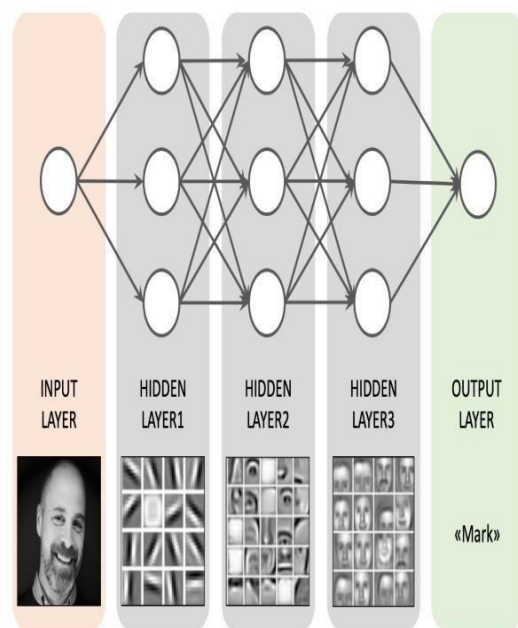 INPUT
LAYER
HIDDEN
LAYER1
HIDDEN
LAYER2
HIDDEN
LAYER3
OUTPUT
LAYER
«Mark»